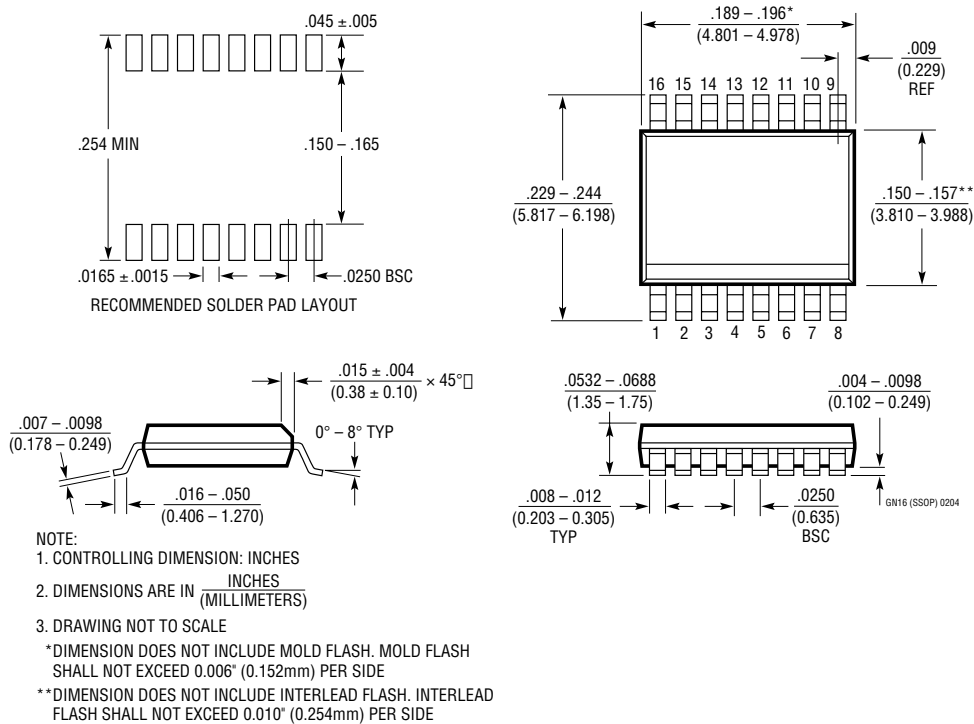 .045 ±.005
.254 MIN
.150 – .165
.0165 ±.0015
.0250 BSC
RECOMMENDED SOLDER PAD LAYOUT
.189 – .196*
(4.801 – 4.978)
.009
(0.229)
REF
16 15 14 13 12 11 10 9
.229 – .244
(5.817 – 6.198)
.150 – .157**
(3.810 – 3.988)
1 2 3 4 5 6 7 8
.015 ± .004
(0.38 ± 0.10)
× 45°
.007 – .0098
(0.178 – 0.249)
0° – 8° TYP
.016 – .050
(0.406 – 1.270)
.0532 – .0688
(1.35 – 1.75)
.004 – .0098
(0.102 – 0.249)
.008 – .012
(0.203 – 0.305)
TYP
.0250
(0.635)
BSC
GN16 (SSOP) 0204
NOTE:
1. CONTROLLING DIMENSION: INCHES
2. DIMENSIONS ARE IN INCHES
(MILLIMETERS)
3. DRAWING NOT TO SCALE
*DIMENSION DOES NOT INCLUDE MOLD FLASH. MOLD FLASH
SHALL NOT EXCEED 0.006" (0.152mm) PER SIDE
**DIMENSION DOES NOT INCLUDE INTERLEAD FLASH. INTERLEAD
FLASH SHALL NOT EXCEED 0.010" (0.254mm) PER SIDE